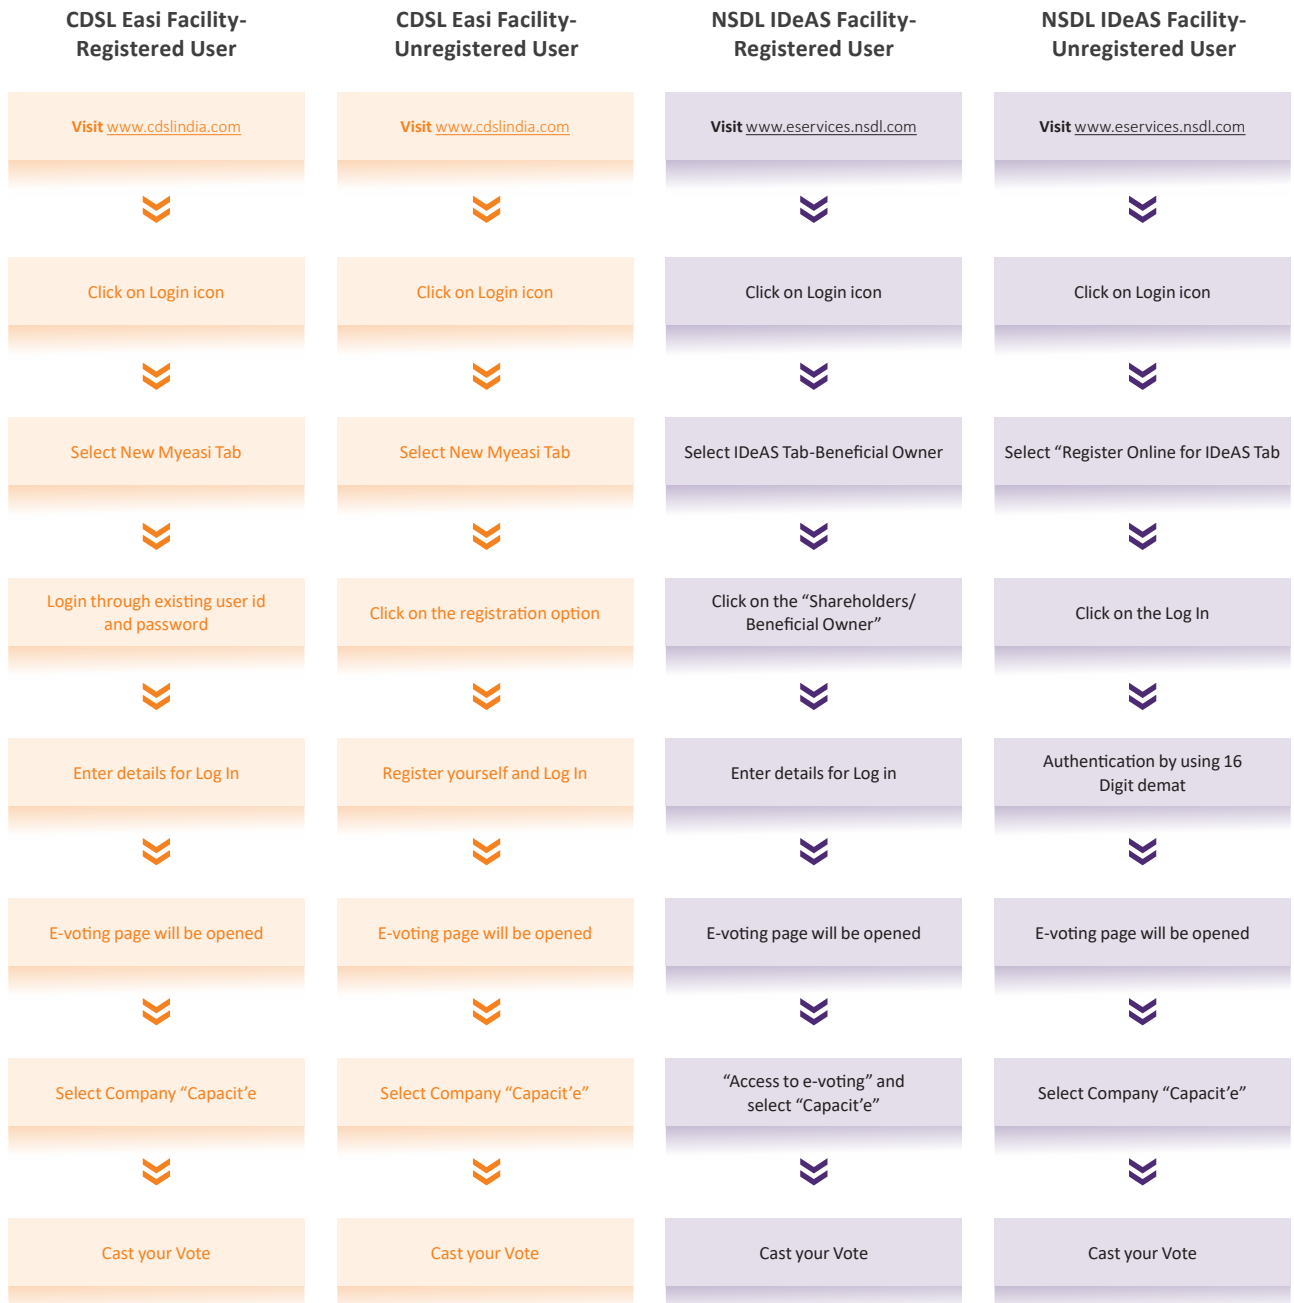 CDSL Easi Facility-
Registered User
CDSL Easi Facility-
Unregistered User
NSDL IDeAS Facility-
Registered User
NSDL IDeAS Facility-
Unregistered User
Visit www.cdslindia.com
Visit www.cdslindia.com
Visit www.eservices.nsdl.com
Visit www.eservices.nsdl.com
Click on Login icon
Click on Login icon
Click on Login icon
Click on Login icon
Select New Myeasi Tab
Select New Myeasi Tab
Select IDeAS Tab-Beneficial Owner
Select “Register Online for IDeAS Tab
Login through existing user id
and password
Click on the registration option
Click on the “Shareholders/
Beneficial Owner”
Click on the Log In
Enter details for Log In
Register yourself and Log In
Enter details for Log in
Authentication by using 16
Digit demat
E-voting page will be opened
E-voting page will be opened
E-voting page will be opened
E-voting page will be opened
Select Company “Capacit’e
Select Company “Capacit’e”
“Access to e-voting” and
select “Capacit’e”
Select Company “Capacit’e”
Cast your Vote
Cast your Vote
Cast your Vote
Cast your Vote